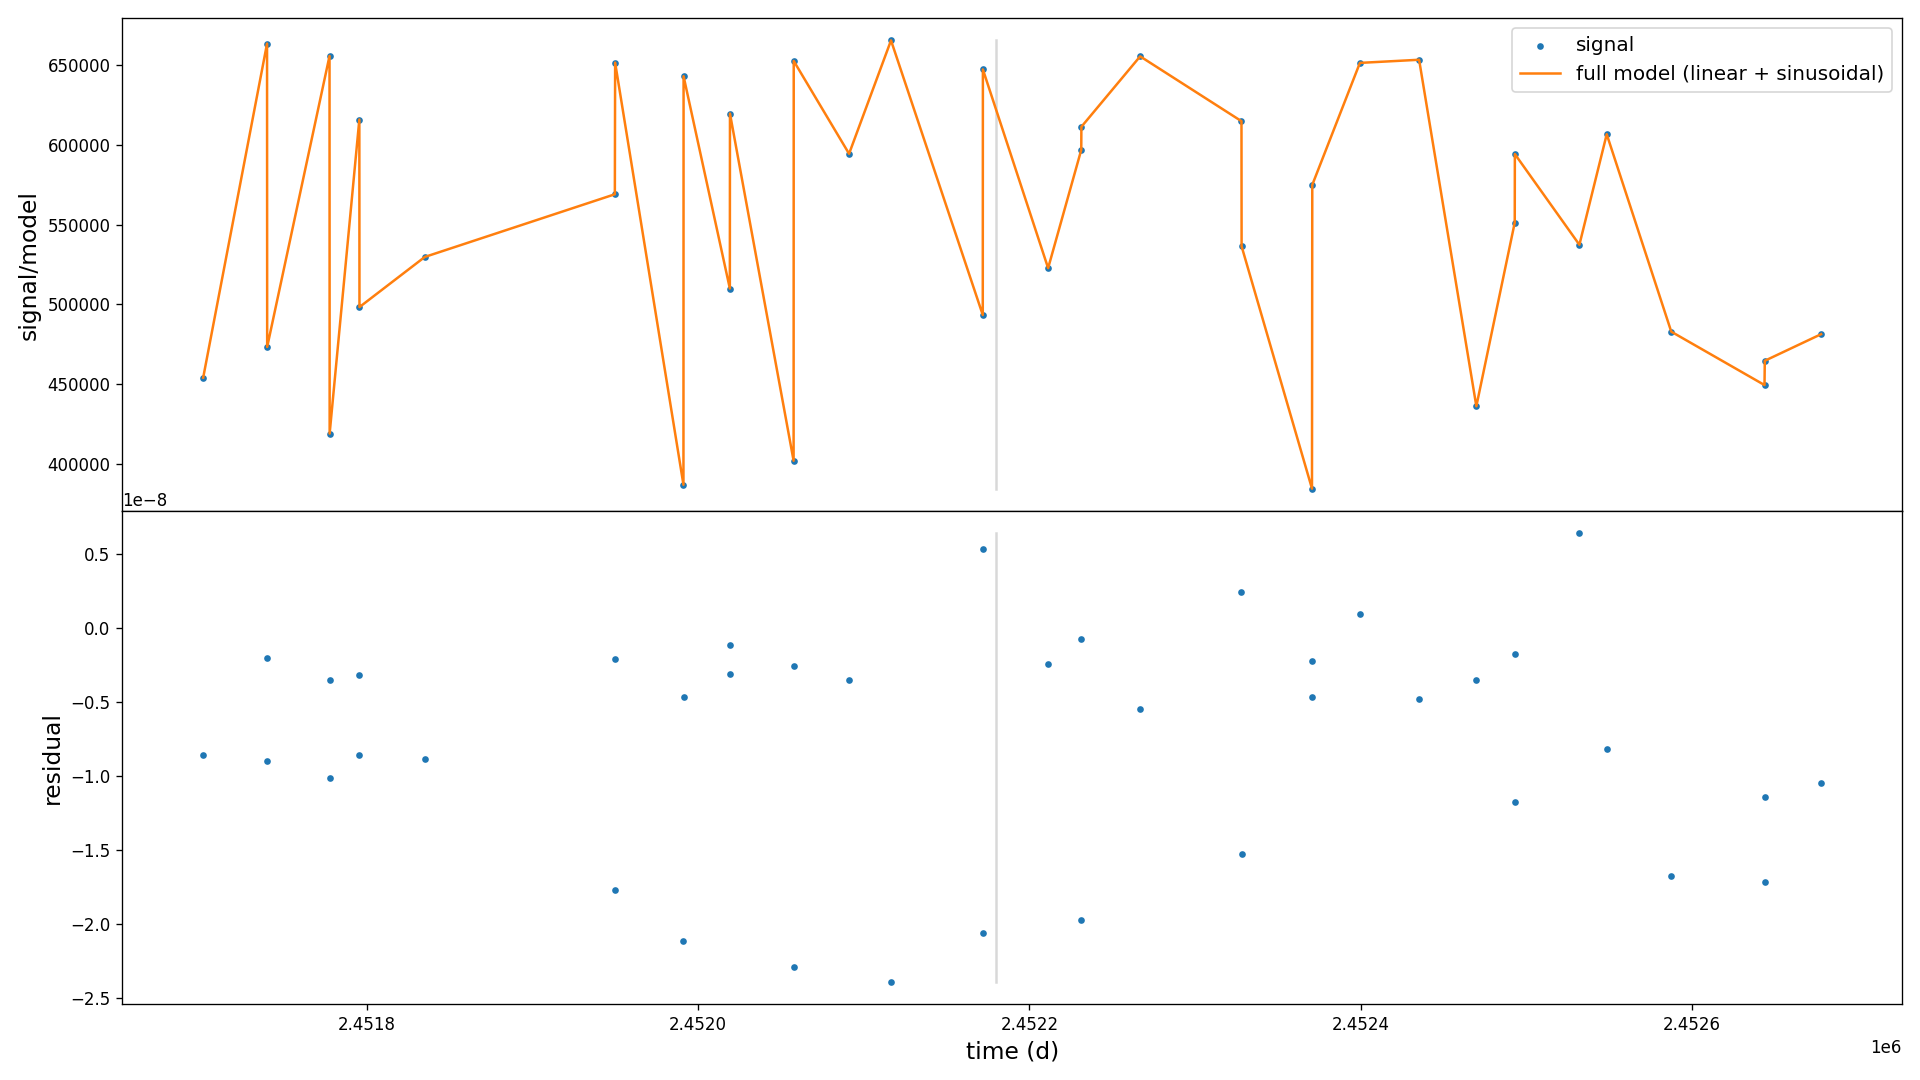 signal
full model (linear + sinusoidal)
650000
600000
550000
500000
450000
400000
signal/model
1e−8
0.5
0.0
−0.5
−1.0
−1.5
−2.0
−2.5
residual
2.4518
2.4520
2.4522
2.4524
2.4526
1e6
time (d)